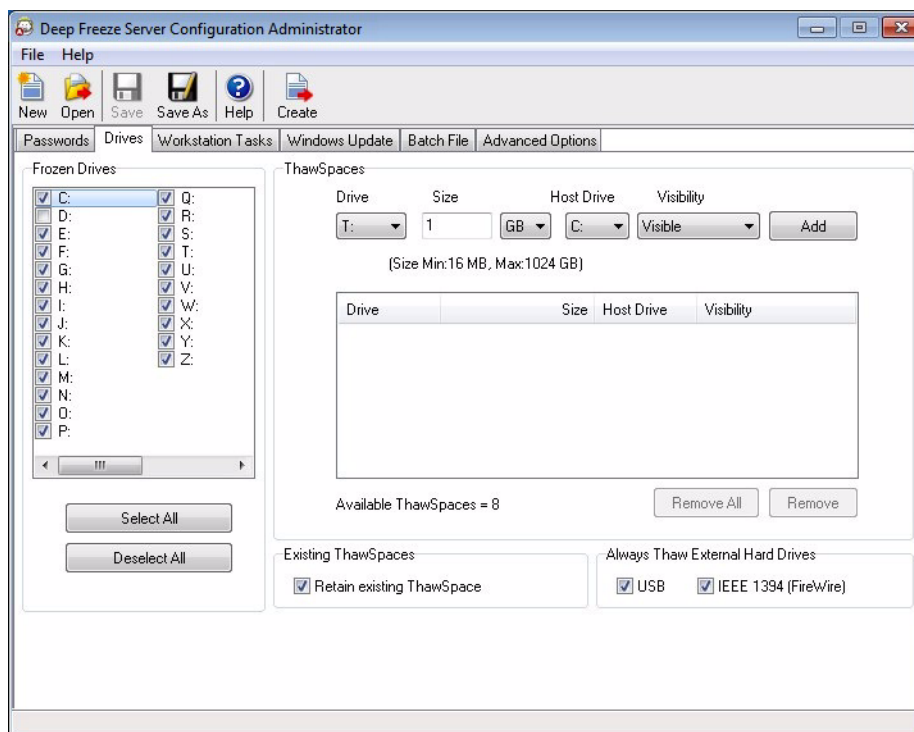 Deep Freeze Server Configuration Administrator
File Help
New Open Save Save As Help Create
Passwords Drives Workstation Tasks Windows Update Batch File Advanced Options
Frozen Drives
C: Q:
D: R:
E: S:
F: T:
G: U:
H: V:
I: W:
J: X:
K: Y:
L: Z:
M:
N:
O:
P:
Select All
Deselect All
ThawSpaces
Drive Size Host Drive Visibility
T: 1 GB C: Visible Add
(Size Min:16 MB, Max:1024 GB)
Drive Size Host Drive Visibility
Available ThawSpaces = 8 Remove All Remove
Existing ThawSpaces
Retain existing ThawSpace
Always Thaw External Hard Drives
USB IEEE 1394 (FireWire)